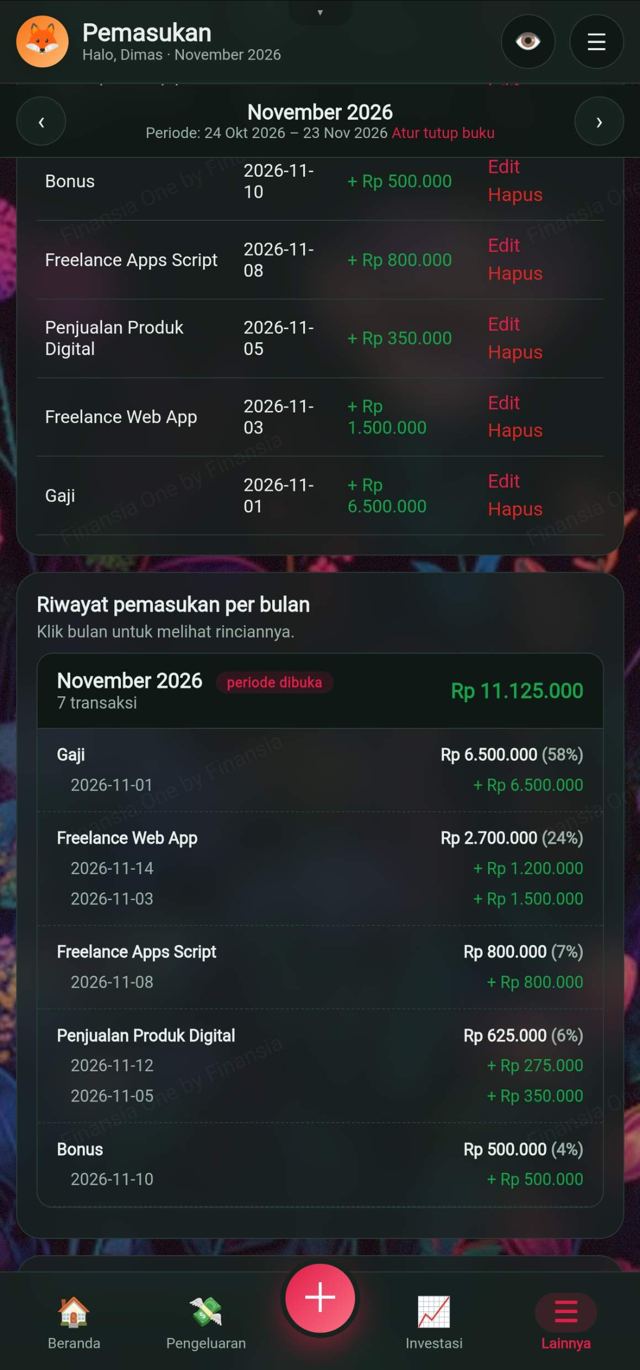 Pemasukan
Halo, Dimas · November 2026
November 2026
Periode: 24 Okt 2026 – 23 Nov 2026 Atur tutup buku
Bonus 2026-11-10 + Rp 500.000 Edit Hapus
Freelance Apps Script 2026-11-08 + Rp 800.000 Edit Hapus
Penjualan Produk Digital 2026-11-05 + Rp 350.000 Edit Hapus
Freelance Web App 2026-11-03 + Rp 1.500.000 Edit Hapus
Gaji 2026-11-01 + Rp 6.500.000 Edit Hapus
Riwayat pemasukan per bulan
Klik bulan untuk melihat rinciannya.
November 2026 periode dibuka Rp 11.125.000
7 transaksi
Gaji Rp 6.500.000 (58%)
2026-11-01 + Rp 6.500.000
Freelance Web App Rp 2.700.000 (24%)
2026-11-14 + Rp 1.200.000
2026-11-03 + Rp 1.500.000
Freelance Apps Script Rp 800.000 (7%)
2026-11-08 + Rp 800.000
Penjualan Produk Digital Rp 625.000 (6%)
2026-11-12 + Rp 275.000
2026-11-05 + Rp 350.000
Bonus Rp 500.000 (4%)
2026-11-10 + Rp 500.000
Beranda Pengeluaran Investasi Lainnya
Finansia One by Finansia